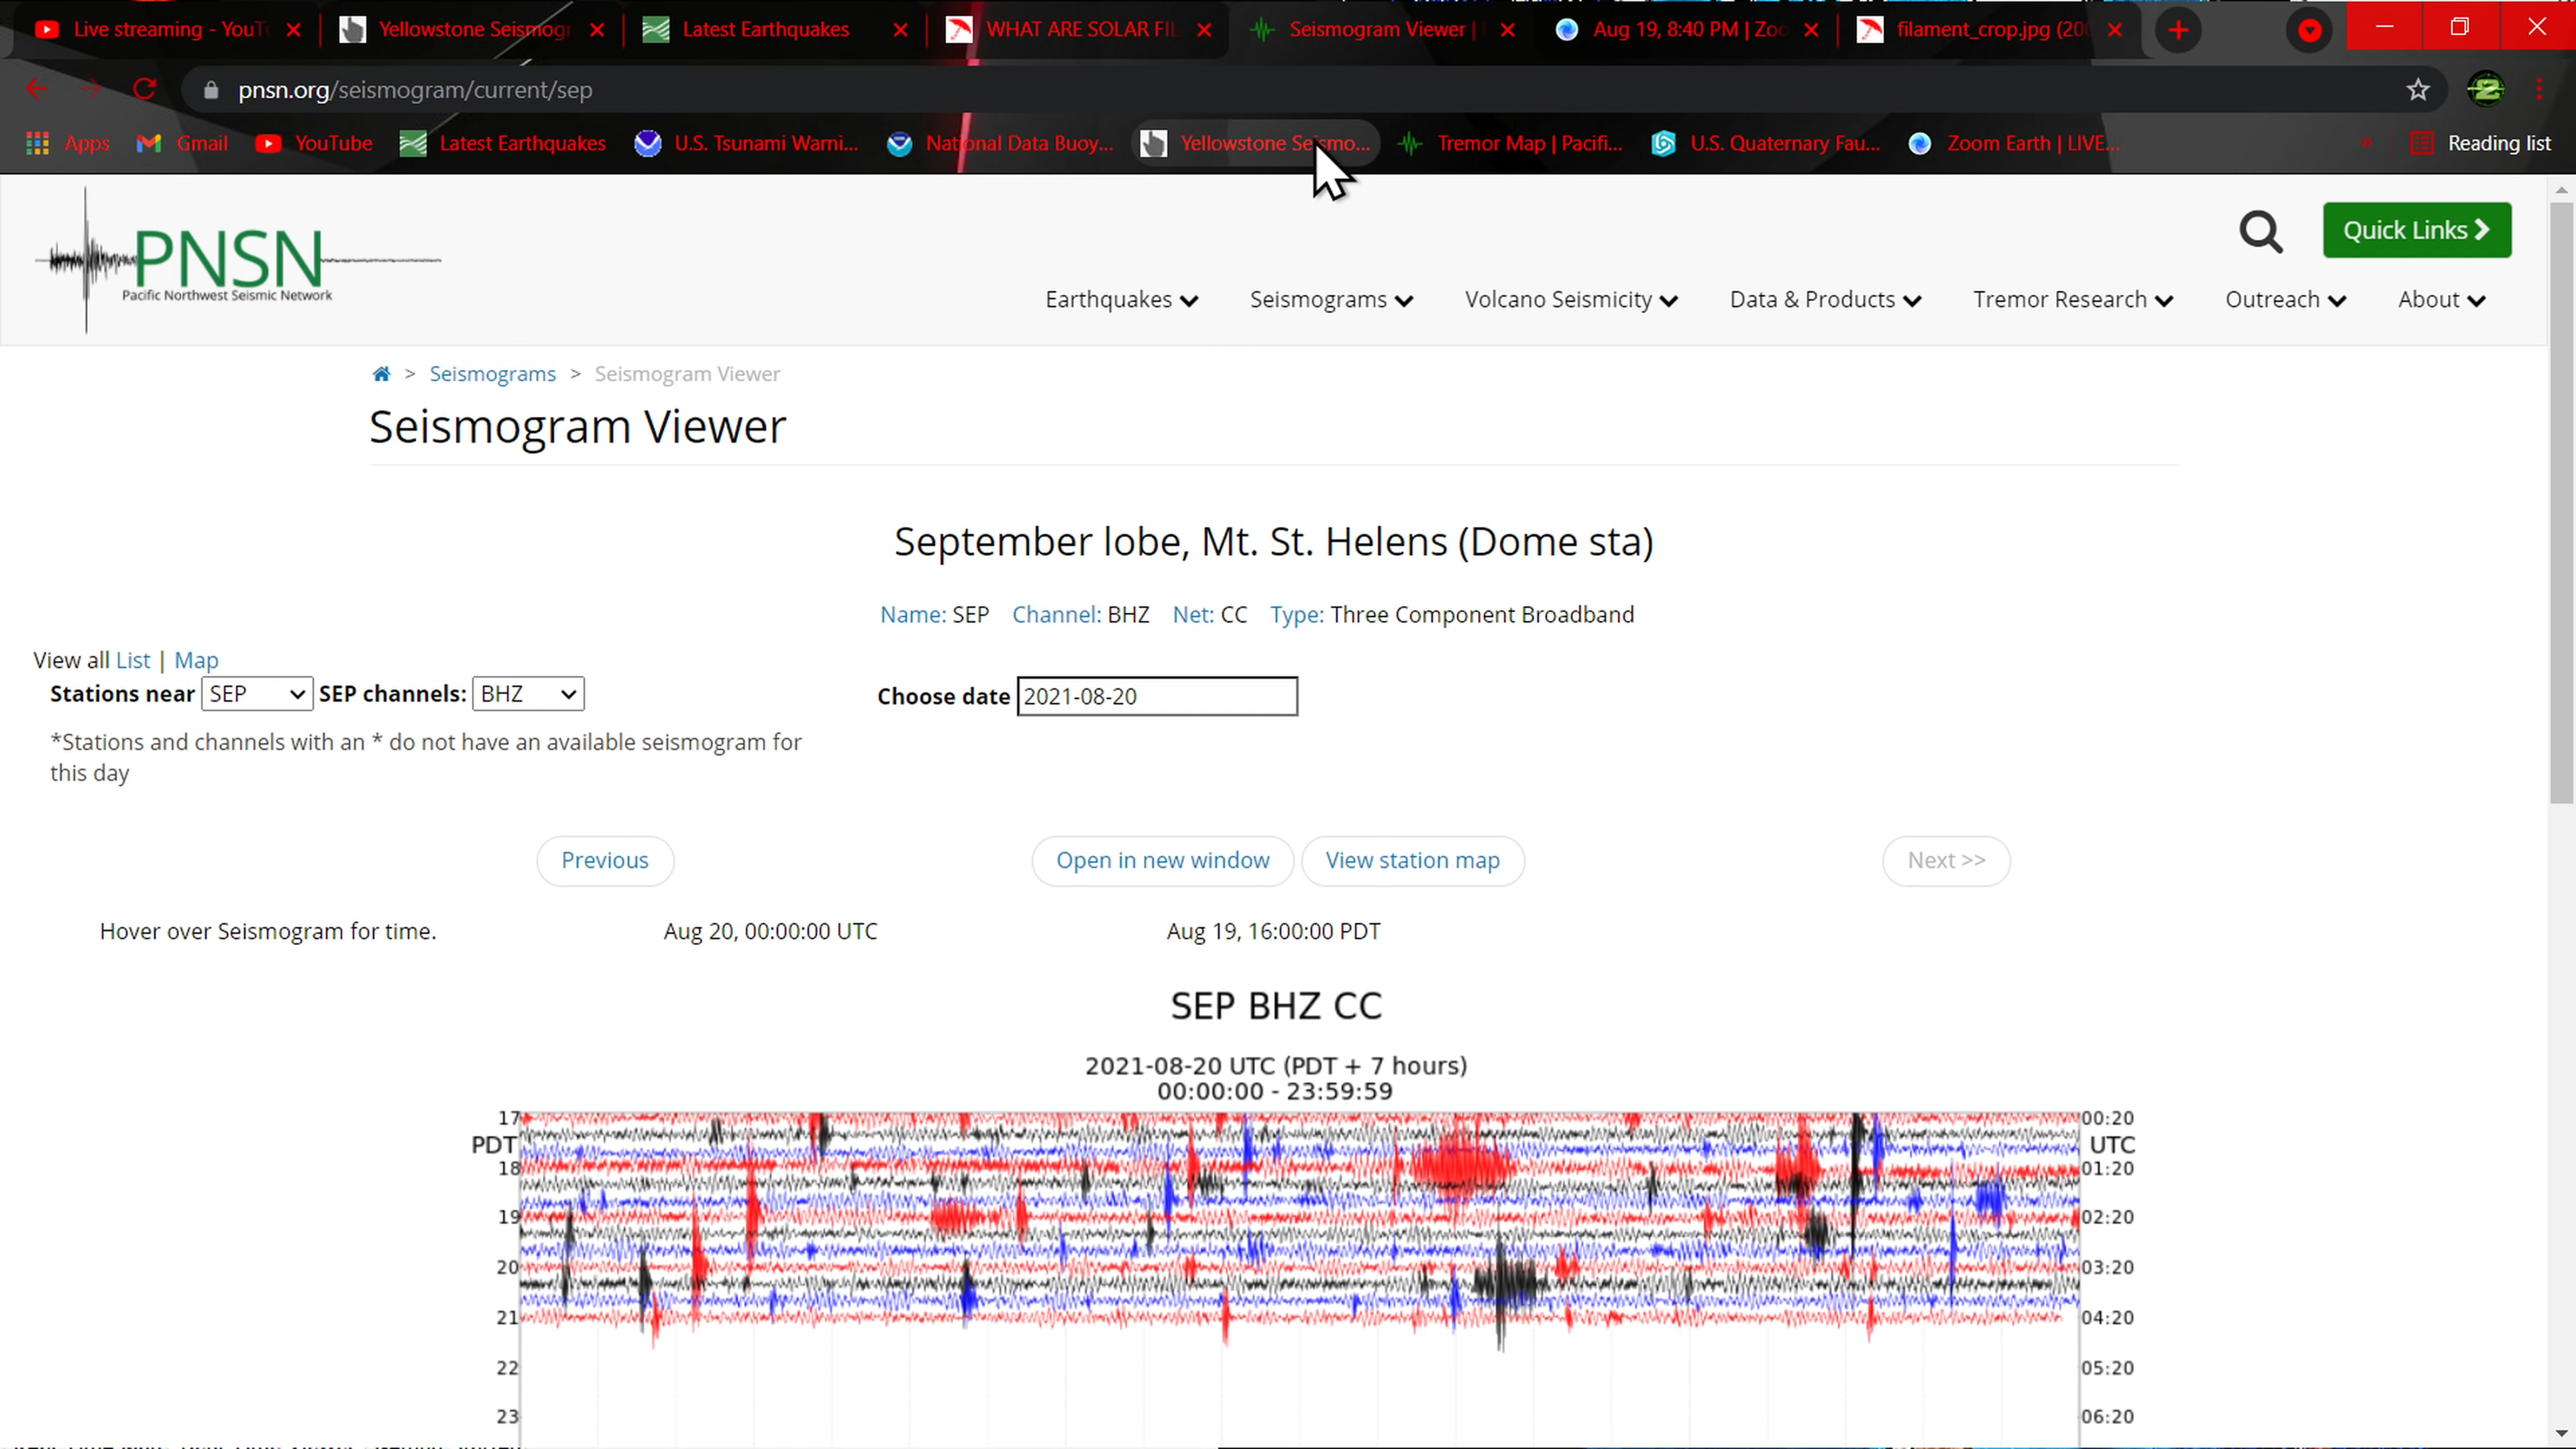 Live streaming - YouT
Yellowstone Seismogr
Latest Earthquakes
WHAT ARE SOLAR FIL
Seismogram Viewer |
Aug 19, 8:40 PM | Zoo
filament_crop.jpg (200
pnsn.org/seismogram/current/sep
Apps
Gmail
YouTube
Latest Earthquakes
U.S. Tsunami Warni...
National Data Buoy...
Yellowstone Seismo...
Tremor Map | Pacifi...
U.S. Quaternary Fau...
Zoom Earth | LIVE...
Reading list
PNSN
Pacific Northwest Seismic Network
Quick Links
Earthquakes
Seismograms
Volcano Seismicity
Data & Products
Tremor Research
Outreach
About
> Seismograms > Seismogram Viewer
Seismogram Viewer
September lobe, Mt. St. Helens (Dome sta)
Name: SEP Channel: BHZ Net: CC Type: Three Component Broadband
View all List | Map
Stations near SEP SEP channels: BHZ
Choose date 2021-08-20
*Stations and channels with an * do not have an available seismogram for
this day
Previous
Open in new window
View station map
Next >>
Hover over Seismogram for time.
Aug 20, 00:00:00 UTC
Aug 19, 16:00:00 PDT
SEP BHZ CC
2021-08-20 UTC (PDT + 7 hours)
00:00:00 - 23:59:59
17 00:20
PDT UTC
18 01:20
19 02:20
20 03:20
21 04:20
22 05:20
23 06:20